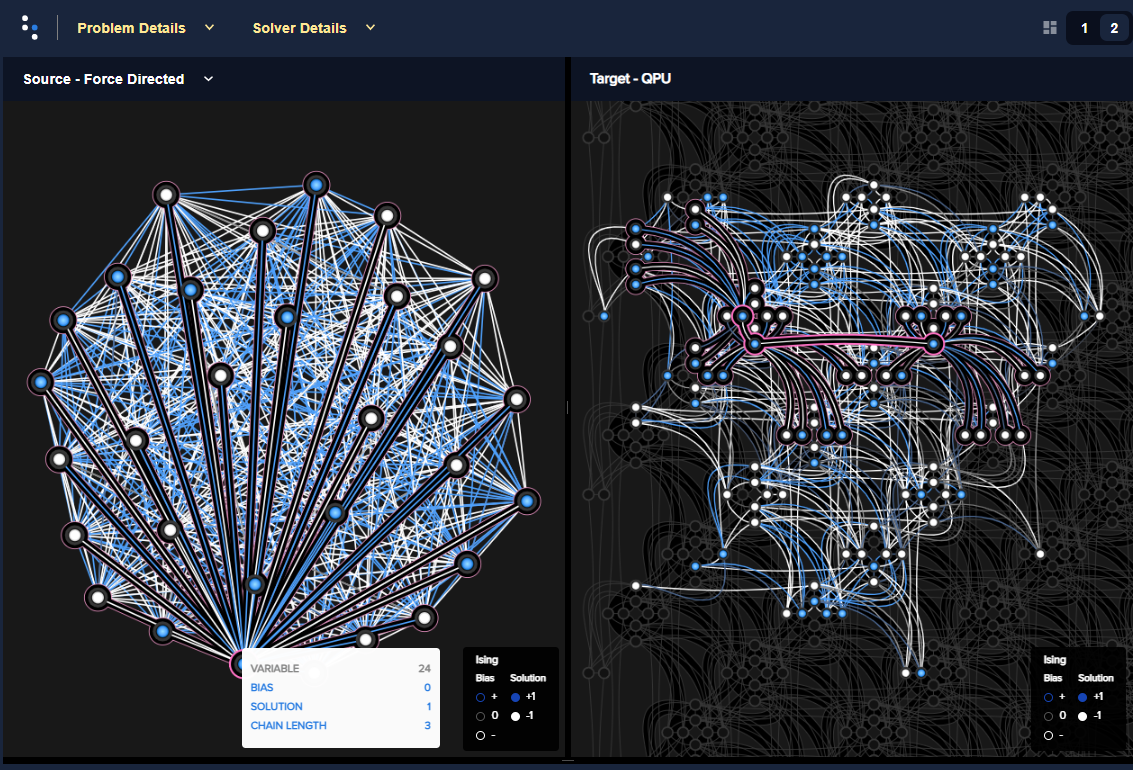 Problem Details Solver Details 1 2
Source - Force Directed
Target - QPU
VARIABLE 24
BIAS 0
SOLUTION 1
CHAIN LENGTH 3
Ising
Bias Solution
+ +1
0 -1
-
Ising
Bias Solution
+ +1
0 -1
-